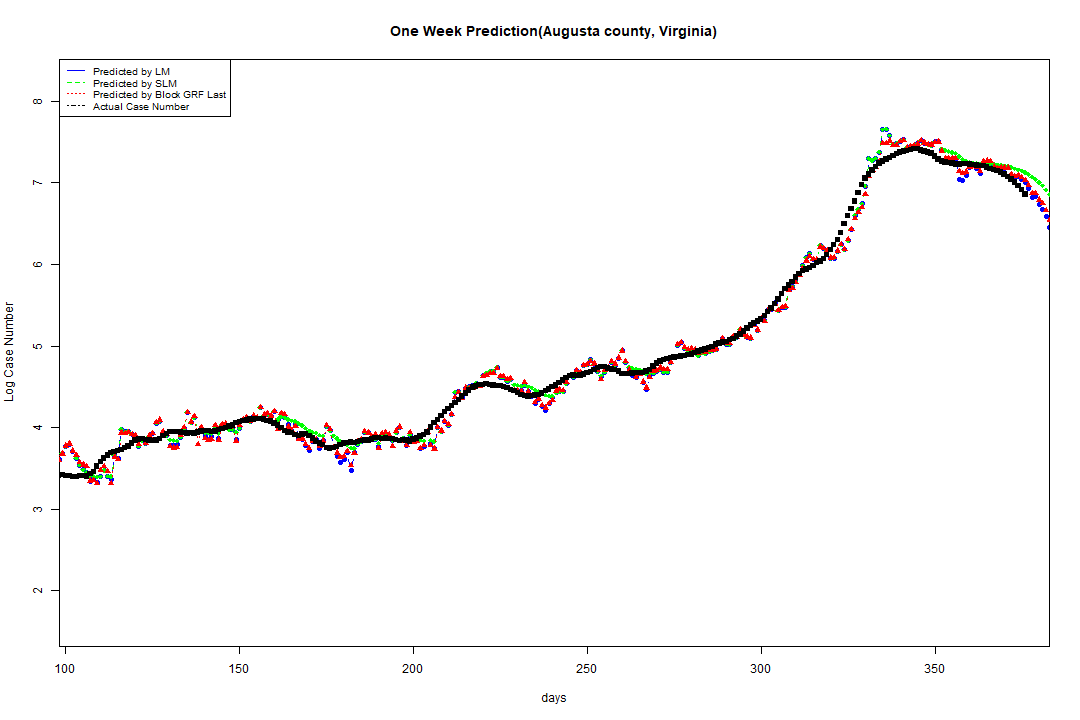 One Week Prediction(Augusta county, Virginia)
Predicted by LM
Predicted by SLM
Predicted by Block GRF Last
Actual Case Number
8
7
6
5
4
3
2
Log Case Number
100 150 200 250 300 350
days